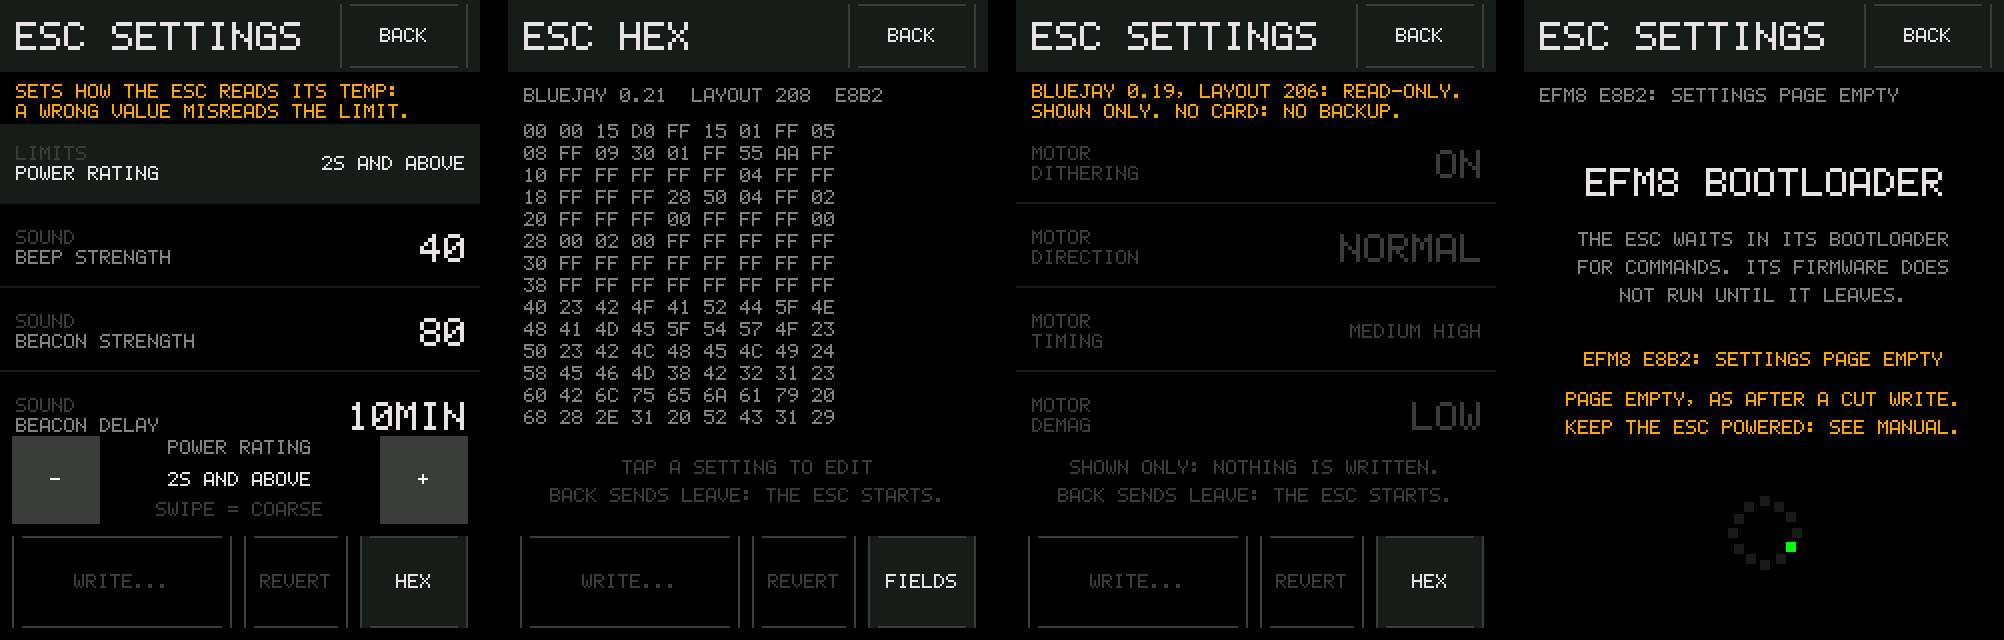 ESC SETTINGS
BACK
SETS HOW THE ESC READS ITS TEMP:
A WRONG VALUE MISREADS THE LIMIT.
LIMITS
POWER RATING
2S AND ABOVE
SOUND
BEEP STRENGTH
40
SOUND
BEACON STRENGTH
80
SOUND
BEACON DELAY
10MIN
-
POWER RATING
2S AND ABOVE
SWIPE = COARSE
+
WRITE...
REVERT
HEX
ESC HEX
BACK
BLUEJAY 0.21 LAYOUT 208 E8B2
00 00 15 D0 FF 15 01 FF 05
08 FF 09 30 01 FF 55 AA FF
10 FF FF FF FF 04 FF FF
18 FF FF FF 28 50 04 FF 02
20 FF FF FF 00 FF FF FF 00
28 00 02 00 FF FF FF FF FF
30 FF FF FF FF FF FF FF FF
38 FF FF FF FF FF FF FF FF
40 23 42 4F 41 52 44 5F 4E
48 41 4D 45 5F 54 57 4F 23
50 23 42 4C 48 45 4C 49 24
58 45 46 4D 38 42 32 31 23
60 42 6C 75 65 6A 61 79 20
68 28 2E 31 20 52 43 31 29
TAP A SETTING TO EDIT
BACK SENDS LEAVE: THE ESC STARTS.
WRITE...
REVERT
FIELDS
ESC SETTINGS
BACK
BLUEJAY 0.19, LAYOUT 206: READ-ONLY.
SHOWN ONLY. NO CARD: NO BACKUP.
MOTOR
DITHERING
ON
MOTOR
DIRECTION
NORMAL
MOTOR
TIMING
MEDIUM HIGH
MOTOR
DEMAG
LOW
SHOWN ONLY: NOTHING IS WRITTEN.
BACK SENDS LEAVE: THE ESC STARTS.
WRITE...
REVERT
HEX
ESC SETTINGS
BACK
EFM8 E8B2: SETTINGS PAGE EMPTY
EFM8 BOOTLOADER
THE ESC WAITS IN ITS BOOTLOADER
FOR COMMANDS. ITS FIRMWARE DOES
NOT RUN UNTIL IT LEAVES.
EFM8 E8B2: SETTINGS PAGE EMPTY
PAGE EMPTY, AS AFTER A CUT WRITE.
KEEP THE ESC POWERED: SEE MANUAL.